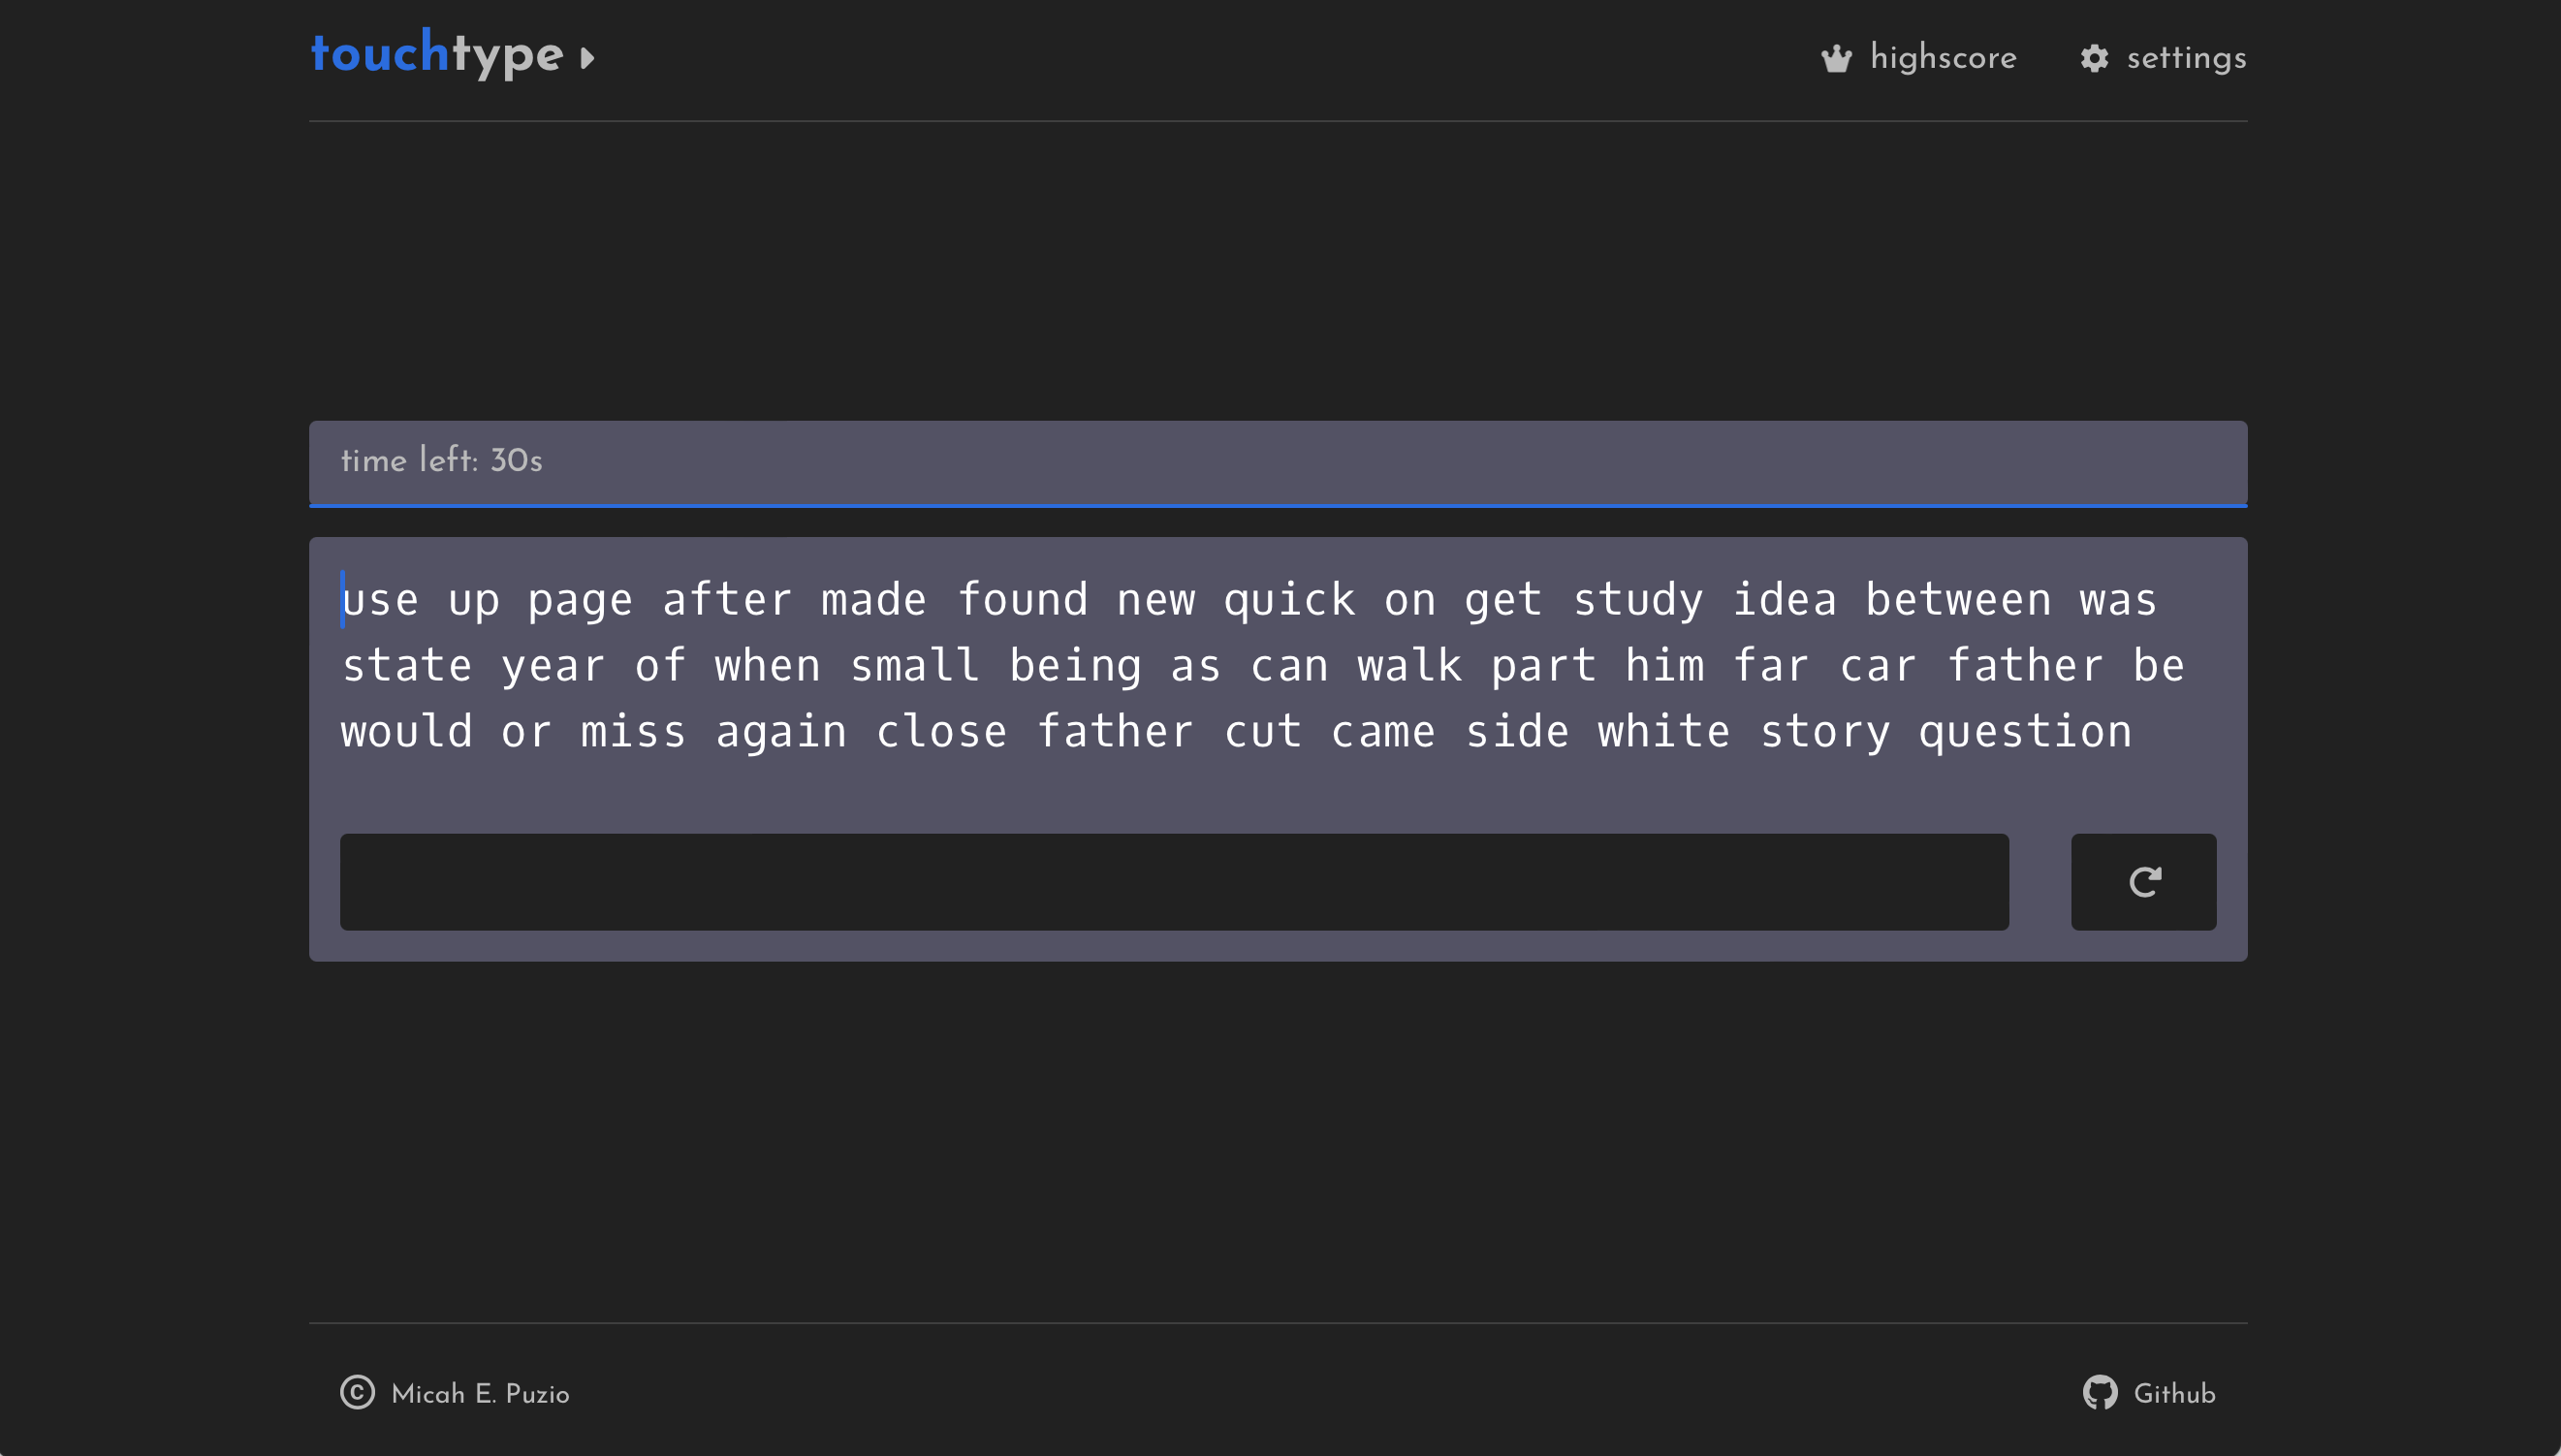 touchtype
highscore settings
time left: 30s
use up page after made found new quick on get study idea between was
state year of when small being as can walk part him far car father be
would or miss again close father cut came side white story question
© Micah E. Puzio
Github